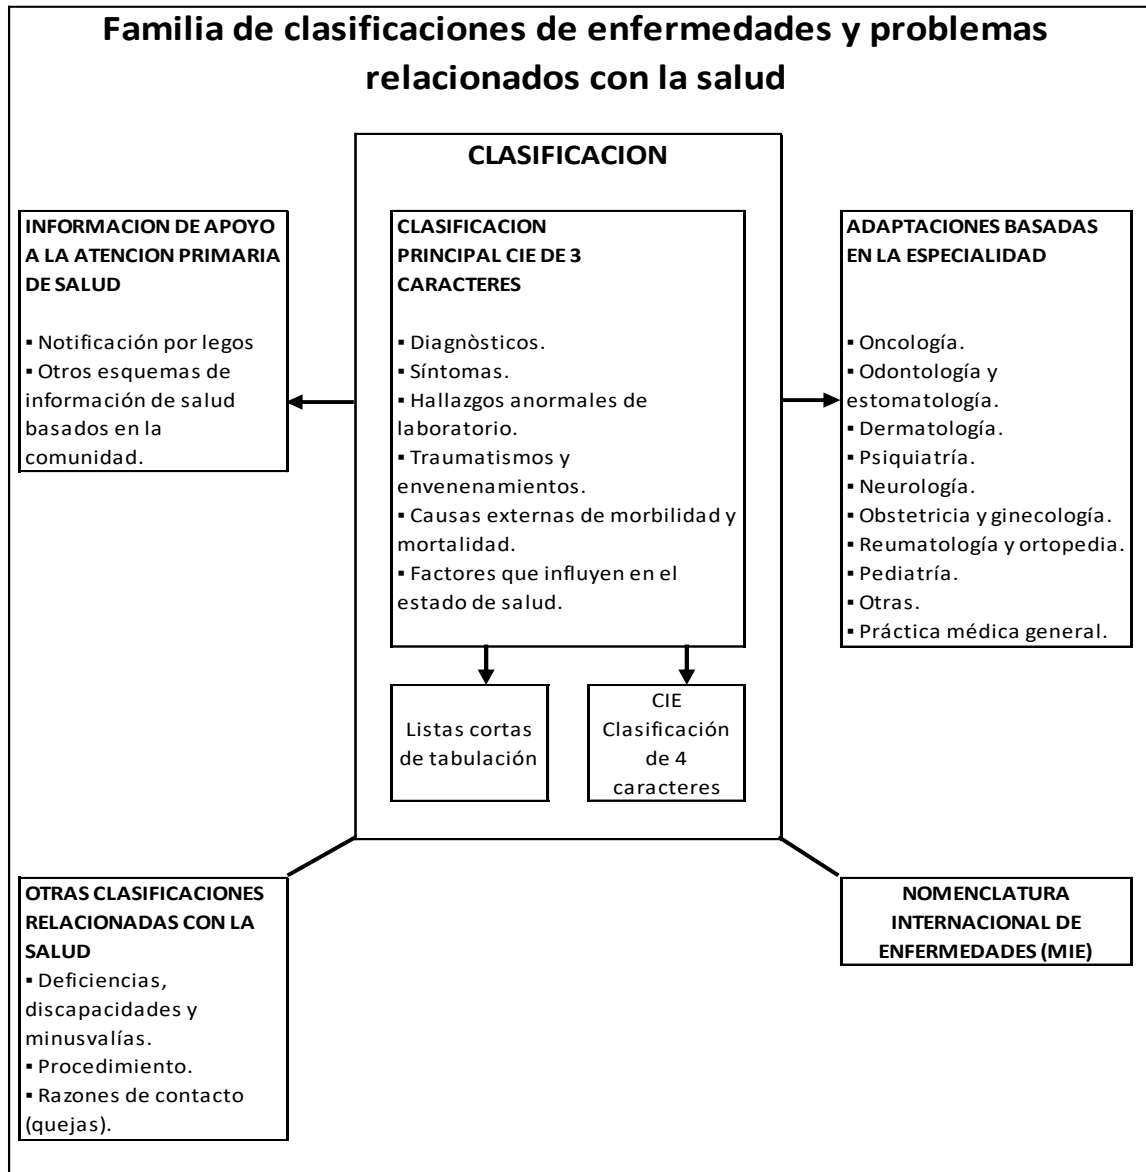 Familia de clasificaciones de enfermedades y problemas
relacionados con la salud
CLASIFICACION
INFORMACION DE APOYO
A LA ATENCION PRIMARIA
DE SALUD
▪ Notificación por legos
▪ Otros esquemas de
información de salud
basados en la
comunidad.
CLASIFICACION
PRINCIPAL CIE DE 3
CARACTERES
▪ Diagnòsticos.
▪ Síntomas.
▪ Hallazgos anormales de
laboratorio.
▪ Traumatismos y
envenenamientos.
▪ Causas externas de morbilidad y
mortalidad.
▪ Factores que influyen en el
estado de salud.
ADAPTACIONES BASADAS
EN LA ESPECIALIDAD
▪ Oncología.
▪ Odontología y
estomatología.
▪ Dermatología.
▪ Psiquiatría.
▪ Neurología.
▪ Obstetricia y ginecología.
▪ Reumatología y ortopedia.
▪ Pediatría.
▪ Otras.
▪ Práctica médica general.
Listas cortas
de tabulación
CIE
Clasificación
de 4
caracteres
OTRAS CLASIFICACIONES
RELACIONADAS CON LA
SALUD
▪ Deficiencias,
discapacidades y
minusvalías.
▪ Procedimiento.
▪ Razones de contacto
(quejas).
NOMENCLATURA
INTERNACIONAL DE
ENFERMEDADES (MIE)